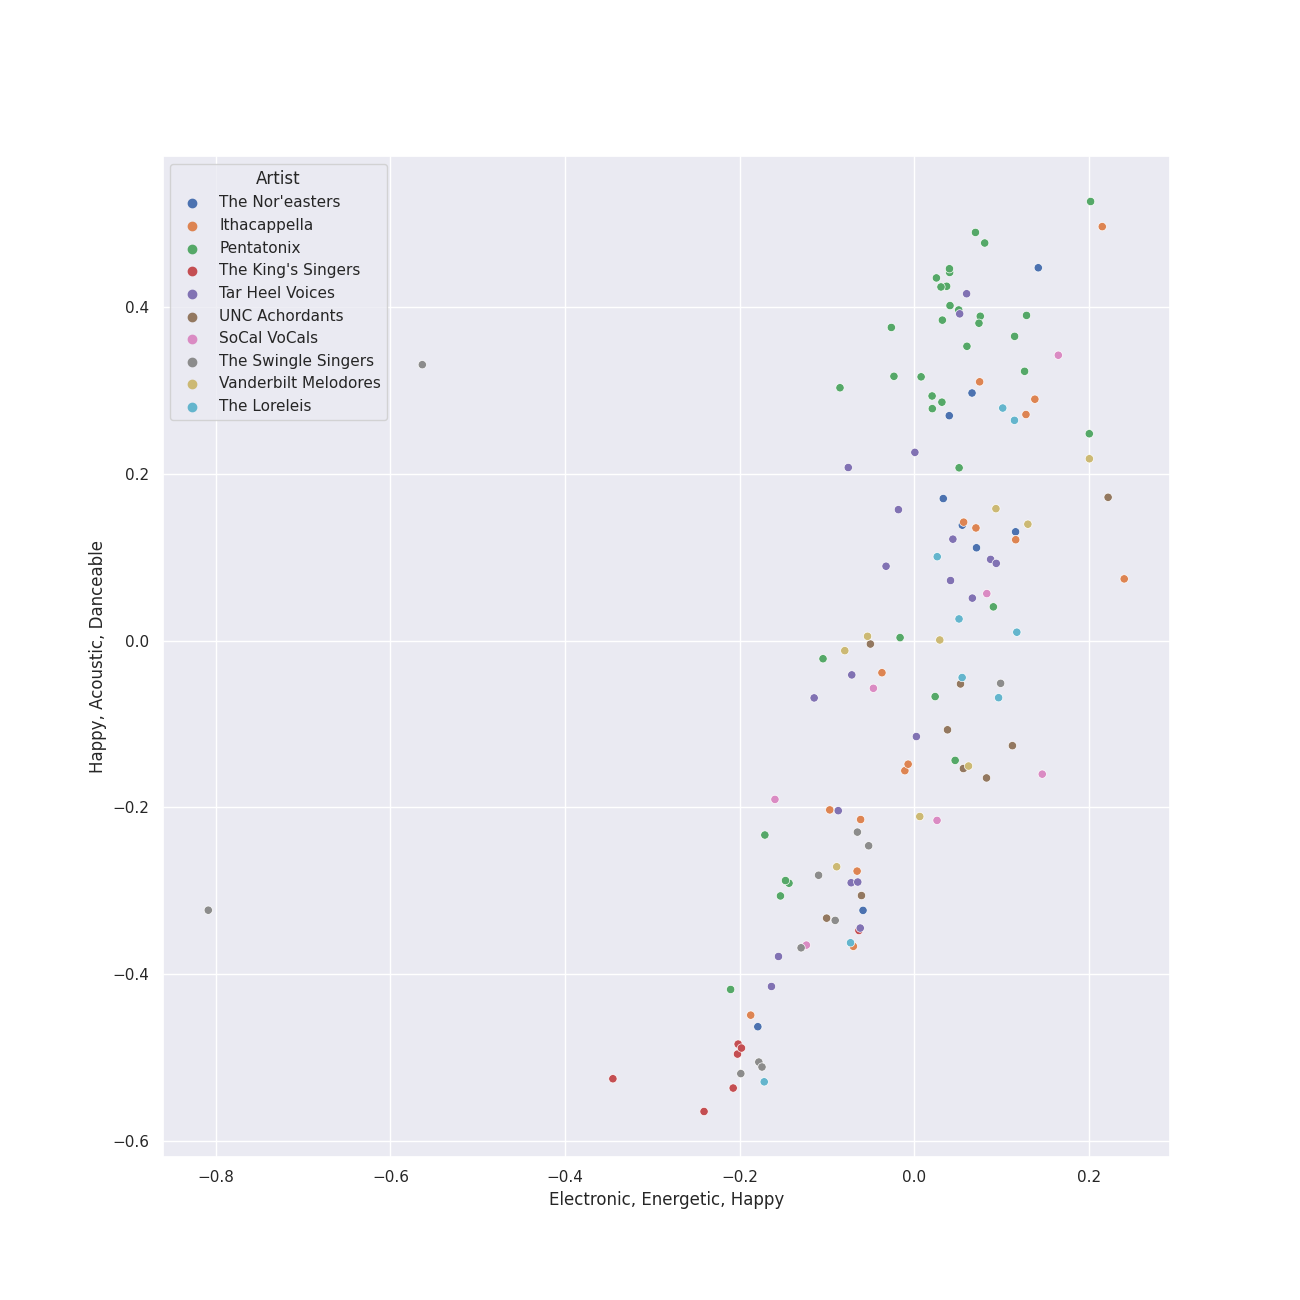 Artist
The Nor'easters
Ithacappella
Pentatonix
The King's Singers
Tar Heel Voices
UNC Achordants
SoCal VoCals
The Swingle Singers
Vanderbilt Melodores
The Loreleis
0.4
0.2
0.0
−0.2
−0.4
−0.6
Happy, Acoustic, Danceable
−0.8
−0.6
−0.4
−0.2
0.0
0.2
Electronic, Energetic, Happy